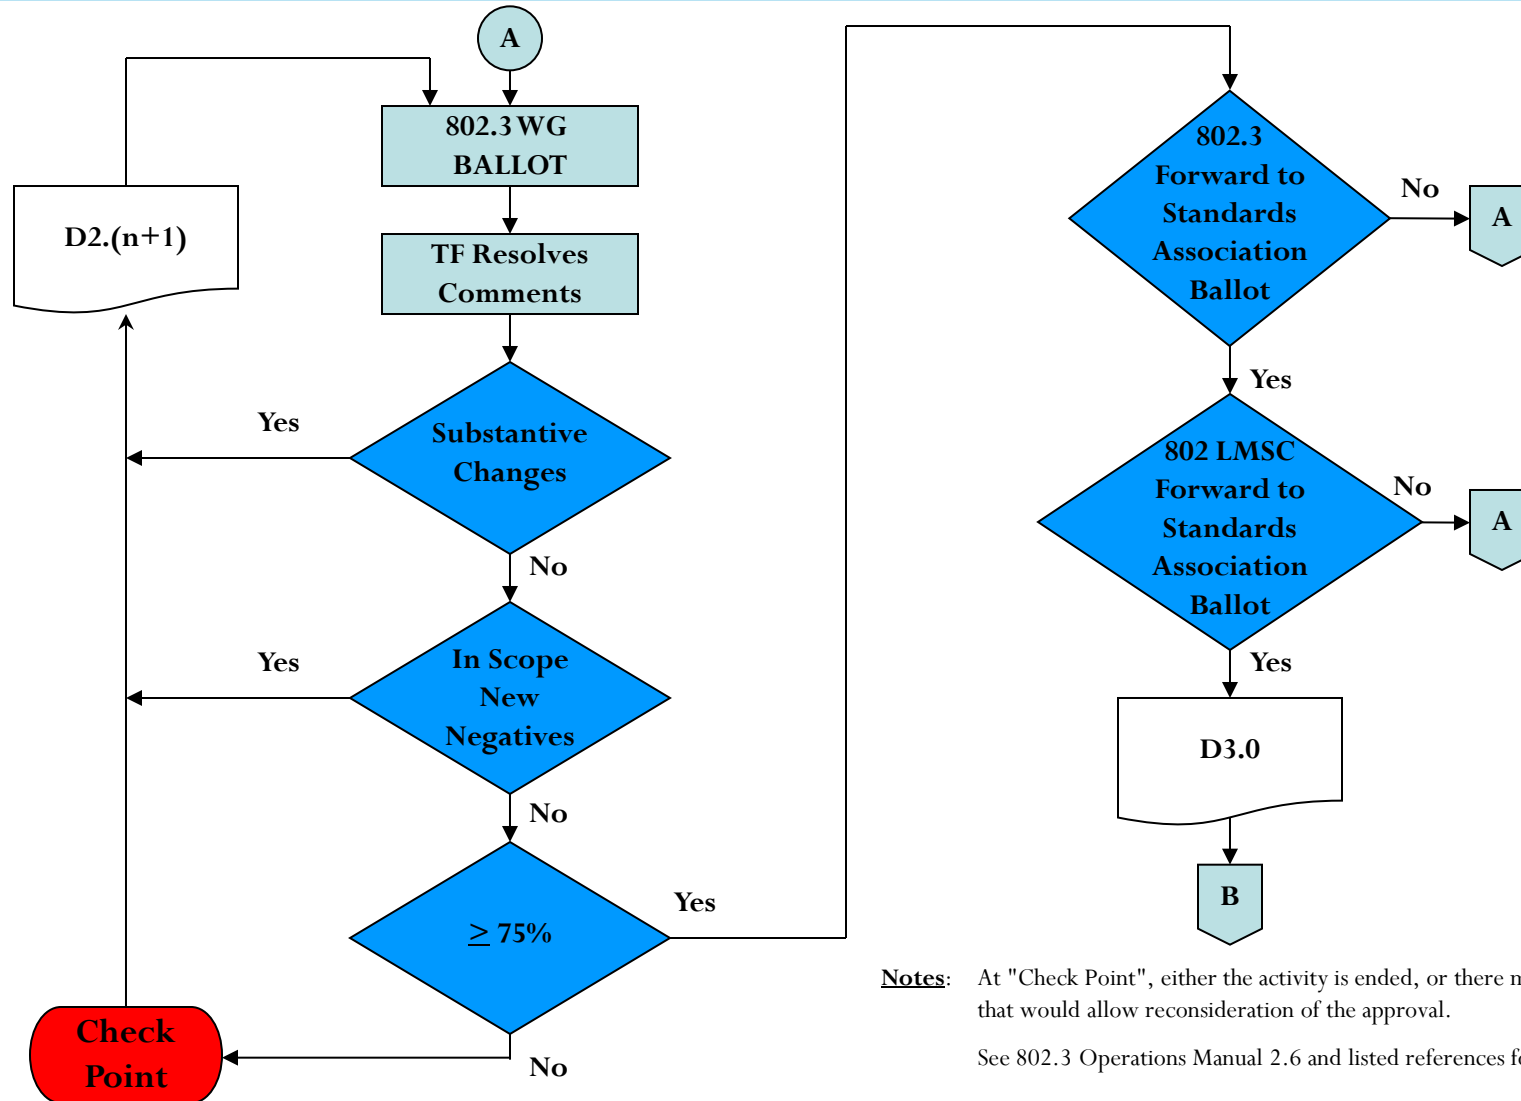 A
802.3 WG
BALLOT
D2.(n+1)
TF Resolves
Comments
Yes
Substantive
Changes
No
Yes
In Scope
New
Negatives
No
≥ 75%
Yes
Check
Point
No
802.3
Forward to
Standards
Association
Ballot
No
A
Yes
802 LMSC
Forward to
Standards
Association
Ballot
No
A
Yes
D3.0
B
Notes: At "Check Point", either the activity is ended, or there
that would allow reconsideration of the approval.
See 802.3 Operations Manual 2.6 and listed references